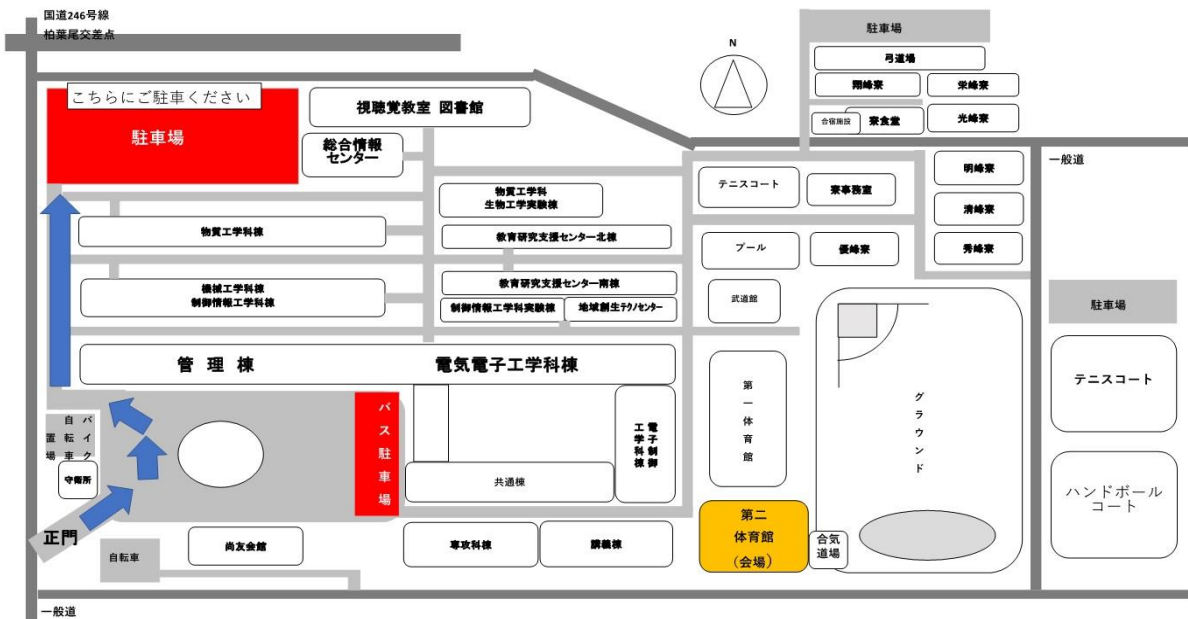 国道246号線
柏葉尾交差点
N
駐車場
弓道場
翔峰寮
栄峰寮
合宿施設
寮食堂
光峰寮
一般道
こちらにご駐車ください
駐車場
視聴覚教室 図書館
総合情報
センター
物質工学科
生物工学実験棟
テニスコート
寮事務室
明峰寮
清峰寮
物質工学科棟
教育研究支援センター北棟
プール
優峰寮
秀峰寮
機械工学科棟
制御情報工学科棟
教育研究支援センター南棟
制御情報工学科実験棟
地域創生テクノセンター
武道館
駐車場
管理棟
電気電子工学科棟
テニスコート
バイク
自転車
置場
バス駐車場
電子制御
工学科棟
第一体育館
グラウンド
守衛所
共通棟
ハンドボール
コート
正門
自転車
尚友会館
専攻科棟
講義棟
第二
体育館
(会場)
合気
道場
一般道